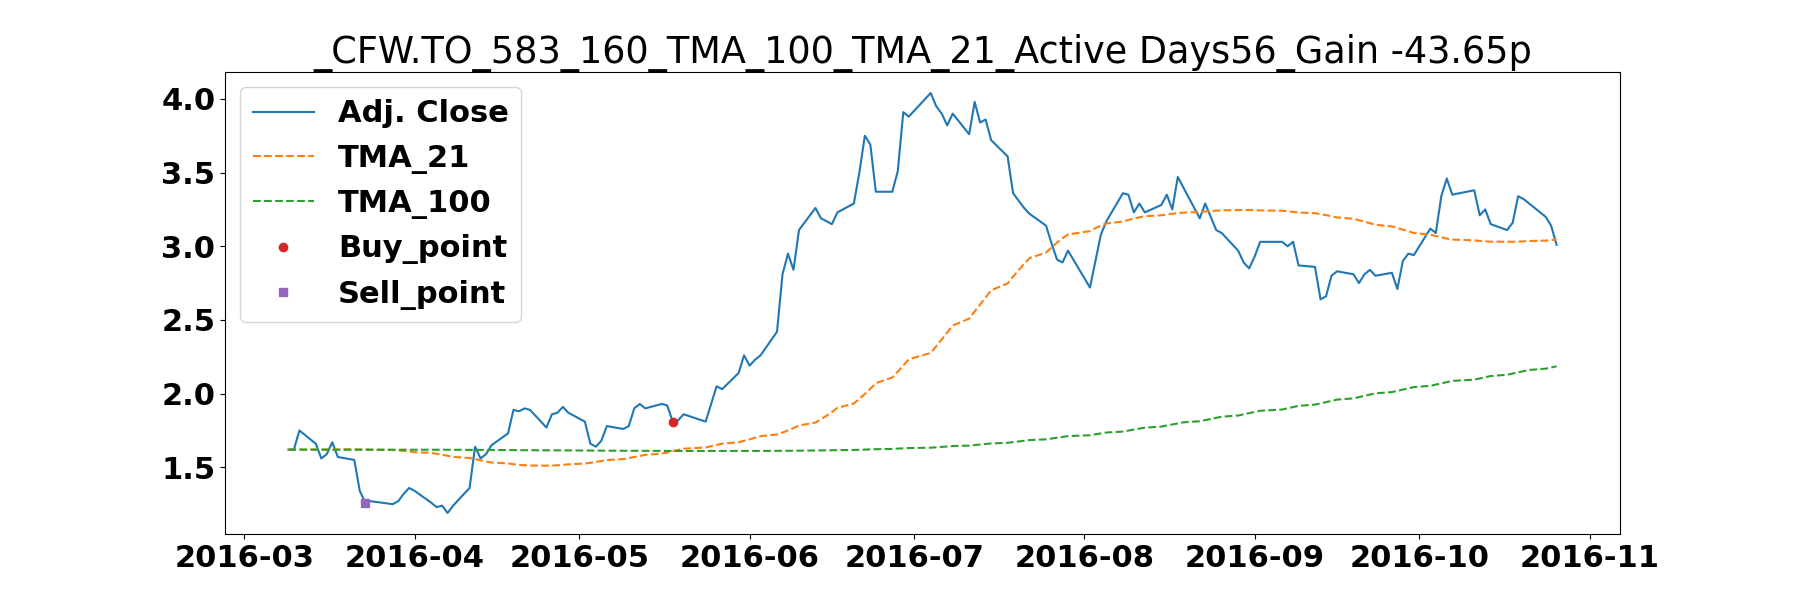 _CFW.TO_583_160_TMA_100_TMA_21_Active Days56_Gain -43.65p
4.0
3.5
3.0
2.5
2.0
1.5
Adj. Close
TMA_21
TMA_100
Buy_point
Sell_point
2016-03 2016-04 2016-05 2016-06 2016-07 2016-08 2016-09 2016-10 2016-11